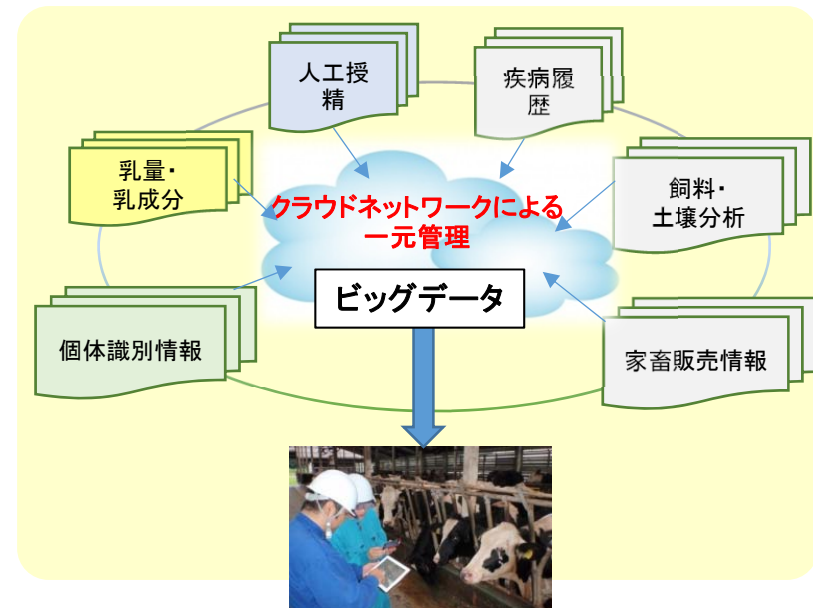 人工授
精
疾病履
歴
乳量・
乳成分
クラウドネットワークによる
一元管理
飼料・
土壌分析
ビッグデータ
個体識別情報
家畜販売情報